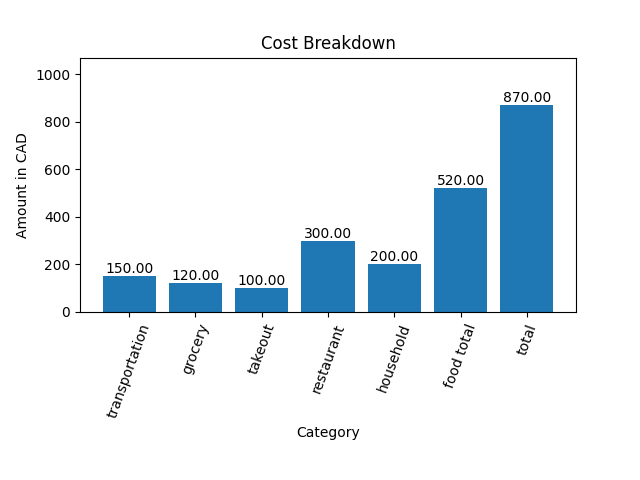 Cost Breakdown
1000
800
600
400
200
0
Amount in CAD
150.00
120.00
100.00
300.00
200.00
520.00
870.00
transportation
grocery
takeout
restaurant
household
food total
total
Category